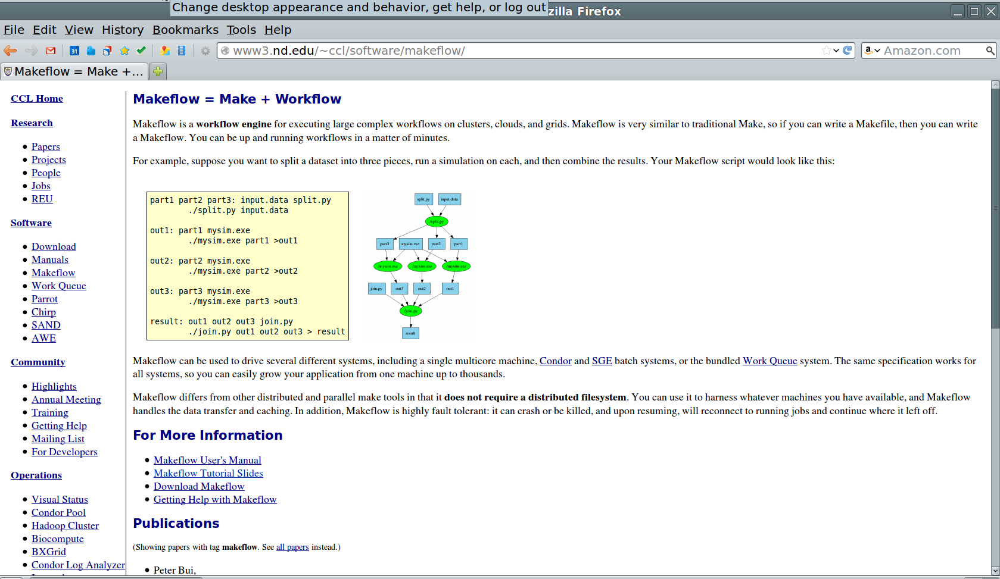 Change desktop appearance and behavior, get help, or log out
zilla Firefox
File Edit View History Bookmarks Tools Help
31
www3.nd.edu/~ccl/software/makeflow/
Amazon.com
Makeflow = Make +...
CCL Home
Research
Papers
Projects
People
Jobs
REU
Software
Download
Manuals
Makeflow
Work Queue
Parrot
Chirp
SAND
AWE
Community
Highlights
Annual Meeting
Training
Getting Help
Mailing List
For Developers
Operations
Visual Status
Condor Pool
Hadoop Cluster
Biocompute
BXGrid
Condor Log Analyzer
Makeflow = Make + Workflow
Makeflow is a workflow engine for executing large complex workflows on clusters, clouds, and grids. Makeflow is very similar to traditional Make, so if you can write a Makefile, then you can write
a Makeflow. You can be up and running workflows in a matter of minutes.
For example, suppose you want to split a dataset into three pieces, run a simulation on each, and then combine the results. Your Makeflow script would look like this:
part1 part2 part3: input.data split.py
./split.py input.data
out1: part1 mysim.exe
./mysim.exe part1 >out1
out2: part2 mysim.exe
./mysim.exe part2 >out2
out3: part3 mysim.exe
./mysim.exe part3 >out3
result: out1 out2 out3 join.py
./join.py out1 out2 out3 > result
split.py input.data
./split.py
part3 mysim.exe part2 part1
./mysim.exe ./mysim.exe ./mysim.exe
join.py out3 out2 out1
./join.py
result
Makeflow can be used to drive several different systems, including a single multicore machine, Condor and SGE batch systems, or the bundled Work Queue system. The same specification works for
all systems, so you can easily grow your application from one machine up to thousands.
Makeflow differs from other distributed and parallel make tools in that it does not require a distributed filesystem. You can use it to harness whatever machines you have available, and Makeflow
handles the data transfer and caching. In addition, Makeflow is highly fault tolerant: it can crash or be killed, and upon resuming, will reconnect to running jobs and continue where it left off.
For More Information
Makeflow User's Manual
Makeflow Tutorial Slides
Download Makeflow
Getting Help with Makeflow
Publications
(Showing papers with tag makeflow. See all papers instead.)
Peter Bui,